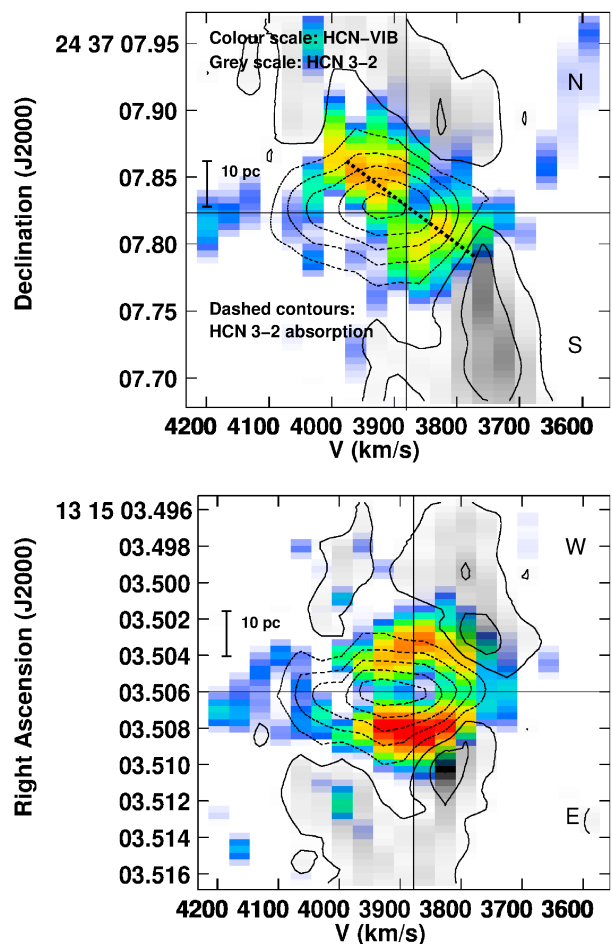 24 37 07.95
07.90
07.85
07.80
07.75
07.70
Declination (J2000)
Colour scale: HCN-VIB
Grey scale: HCN 3-2
N
10 pc
Dashed contours:
HCN 3-2 absorption
S
4200 4100 4000 3900 3800 3700 3600
V (km/s)
13 15 03.496
03.498
03.500
03.502
03.504
03.506
03.508
03.510
03.512
03.514
03.516
Right Ascension (J2000)
W
10 pc
E
4200 4100 4000 3900 3800 3700 3600
V (km/s)